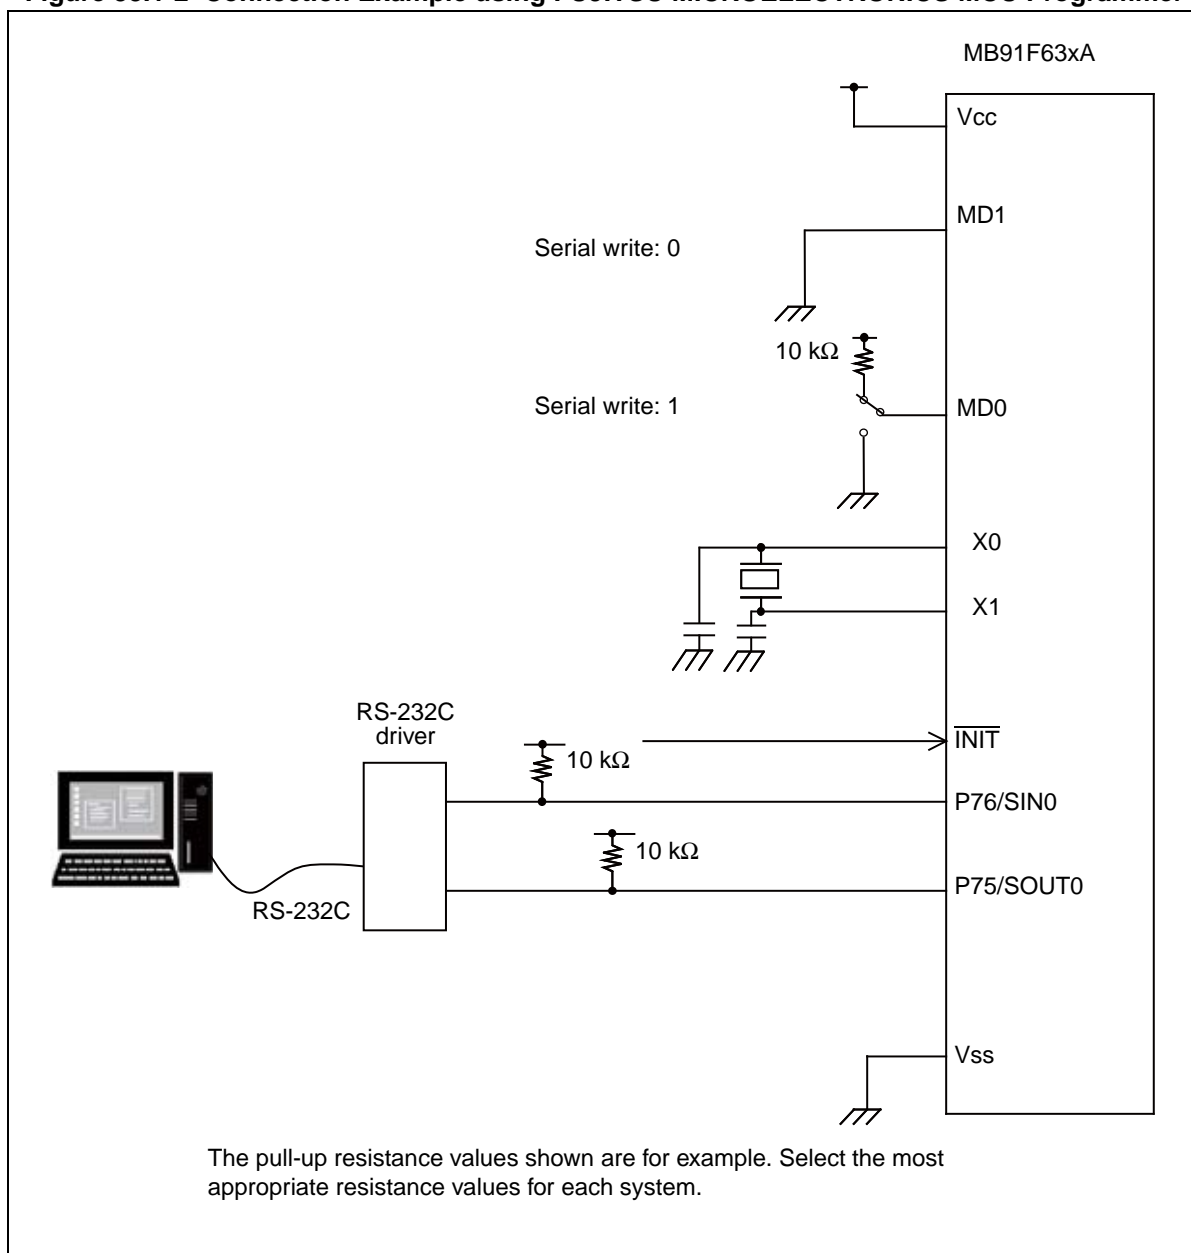 MB91F63xA
Vcc
MD1
Serial write: 0
10 kΩ
Serial write: 1
MD0
X0
X1
RS-232C
driver
10 kΩ
INIT
P76/SIN0
10 kΩ
P75/SOUT0
RS-232C
Vss
The pull-up resistance values shown are for example. Select the most
appropriate resistance values for each system.